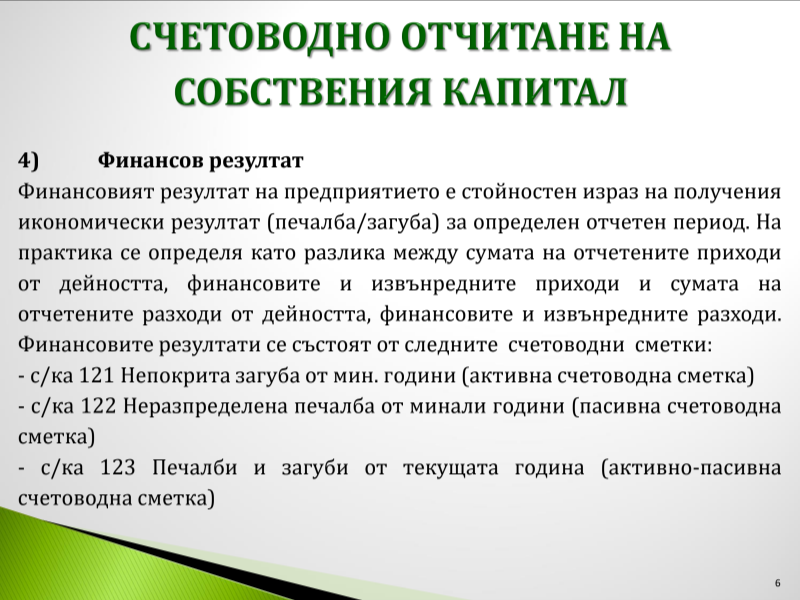 СЧЕТОВОДНО ОТЧИТАНЕ НА
СОБСТВЕНИЯ КАПИТАЛ
4) Финансов резултат
Финансовият резултат на предприятието е стойностен израз на получения
икономически резултат (печалба/загуба) за определен отчетен период. На
практика се определя като разлика между сумата на отчетените приходи
от дейността, финансовите и извънредните приходи и сумата на
отчетените разходи от дейността, финансовите и извънредните разходи.
Финансовите резултати се състоят от следните счетоводни сметки:
- с/ка 121 Непокрита загуба от мин. години (активна счетоводна сметка)
- с/ка 122 Неразпределена печалба от минали години (пасивна счетоводна
сметка)
- с/ка 123 Печалби и загуби от текущата година (активно-пасивна
счетоводна сметка)
6